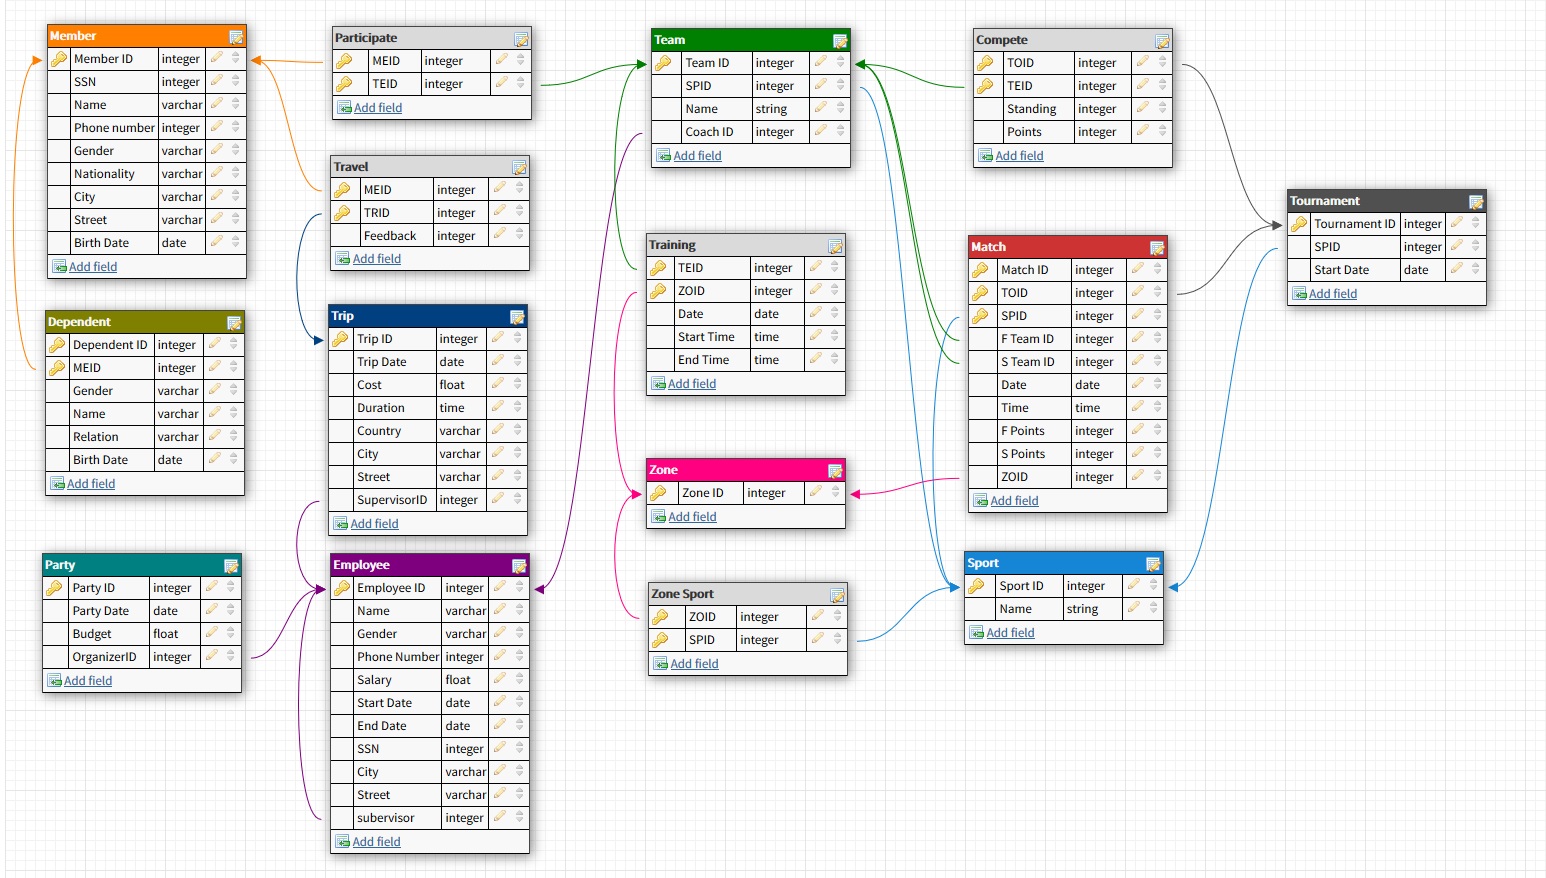 Member
Member ID integer
SSN integer
Name varchar
Phone number integer
Gender varchar
Nationality varchar
City varchar
Street varchar
Birth Date date
Add field
Dependent
Dependent ID integer
MEID integer
Gender varchar
Name varchar
Relation varchar
Birth Date date
Add field
Party
Party ID integer
Party Date date
Budget float
OrganizerID integer
Add field
Participate
MEID integer
TEID integer
Add field
Travel
MEID integer
TRID integer
Feedback integer
Add field
Trip
Trip ID integer
Trip Date date
Cost float
Duration time
Country varchar
City varchar
Street varchar
SupervisorID integer
Add field
Employee
Employee ID integer
Name varchar
Gender varchar
Phone Number integer
Salary float
Start Date date
End Date date
SSN integer
City varchar
Street varchar
subervisor integer
Add field
Team
Team ID integer
SPID integer
Name string
Coach ID integer
Add field
Training
TEID integer
ZOID integer
Date date
Start Time time
End Time time
Add field
Zone
Zone ID integer
Add field
Zone Sport
ZOID integer
SPID integer
Add field
Compete
TOID integer
TEID integer
Standing integer
Points integer
Add field
Match
Match ID integer
TOID integer
SPID integer
F Team ID integer
S Team ID integer
Date date
Time time
F Points integer
S Points integer
ZOID integer
Add field
Sport
Sport ID integer
Name string
Add field
Tournament
Tournament ID integer
SPID integer
Start Date date
Add field